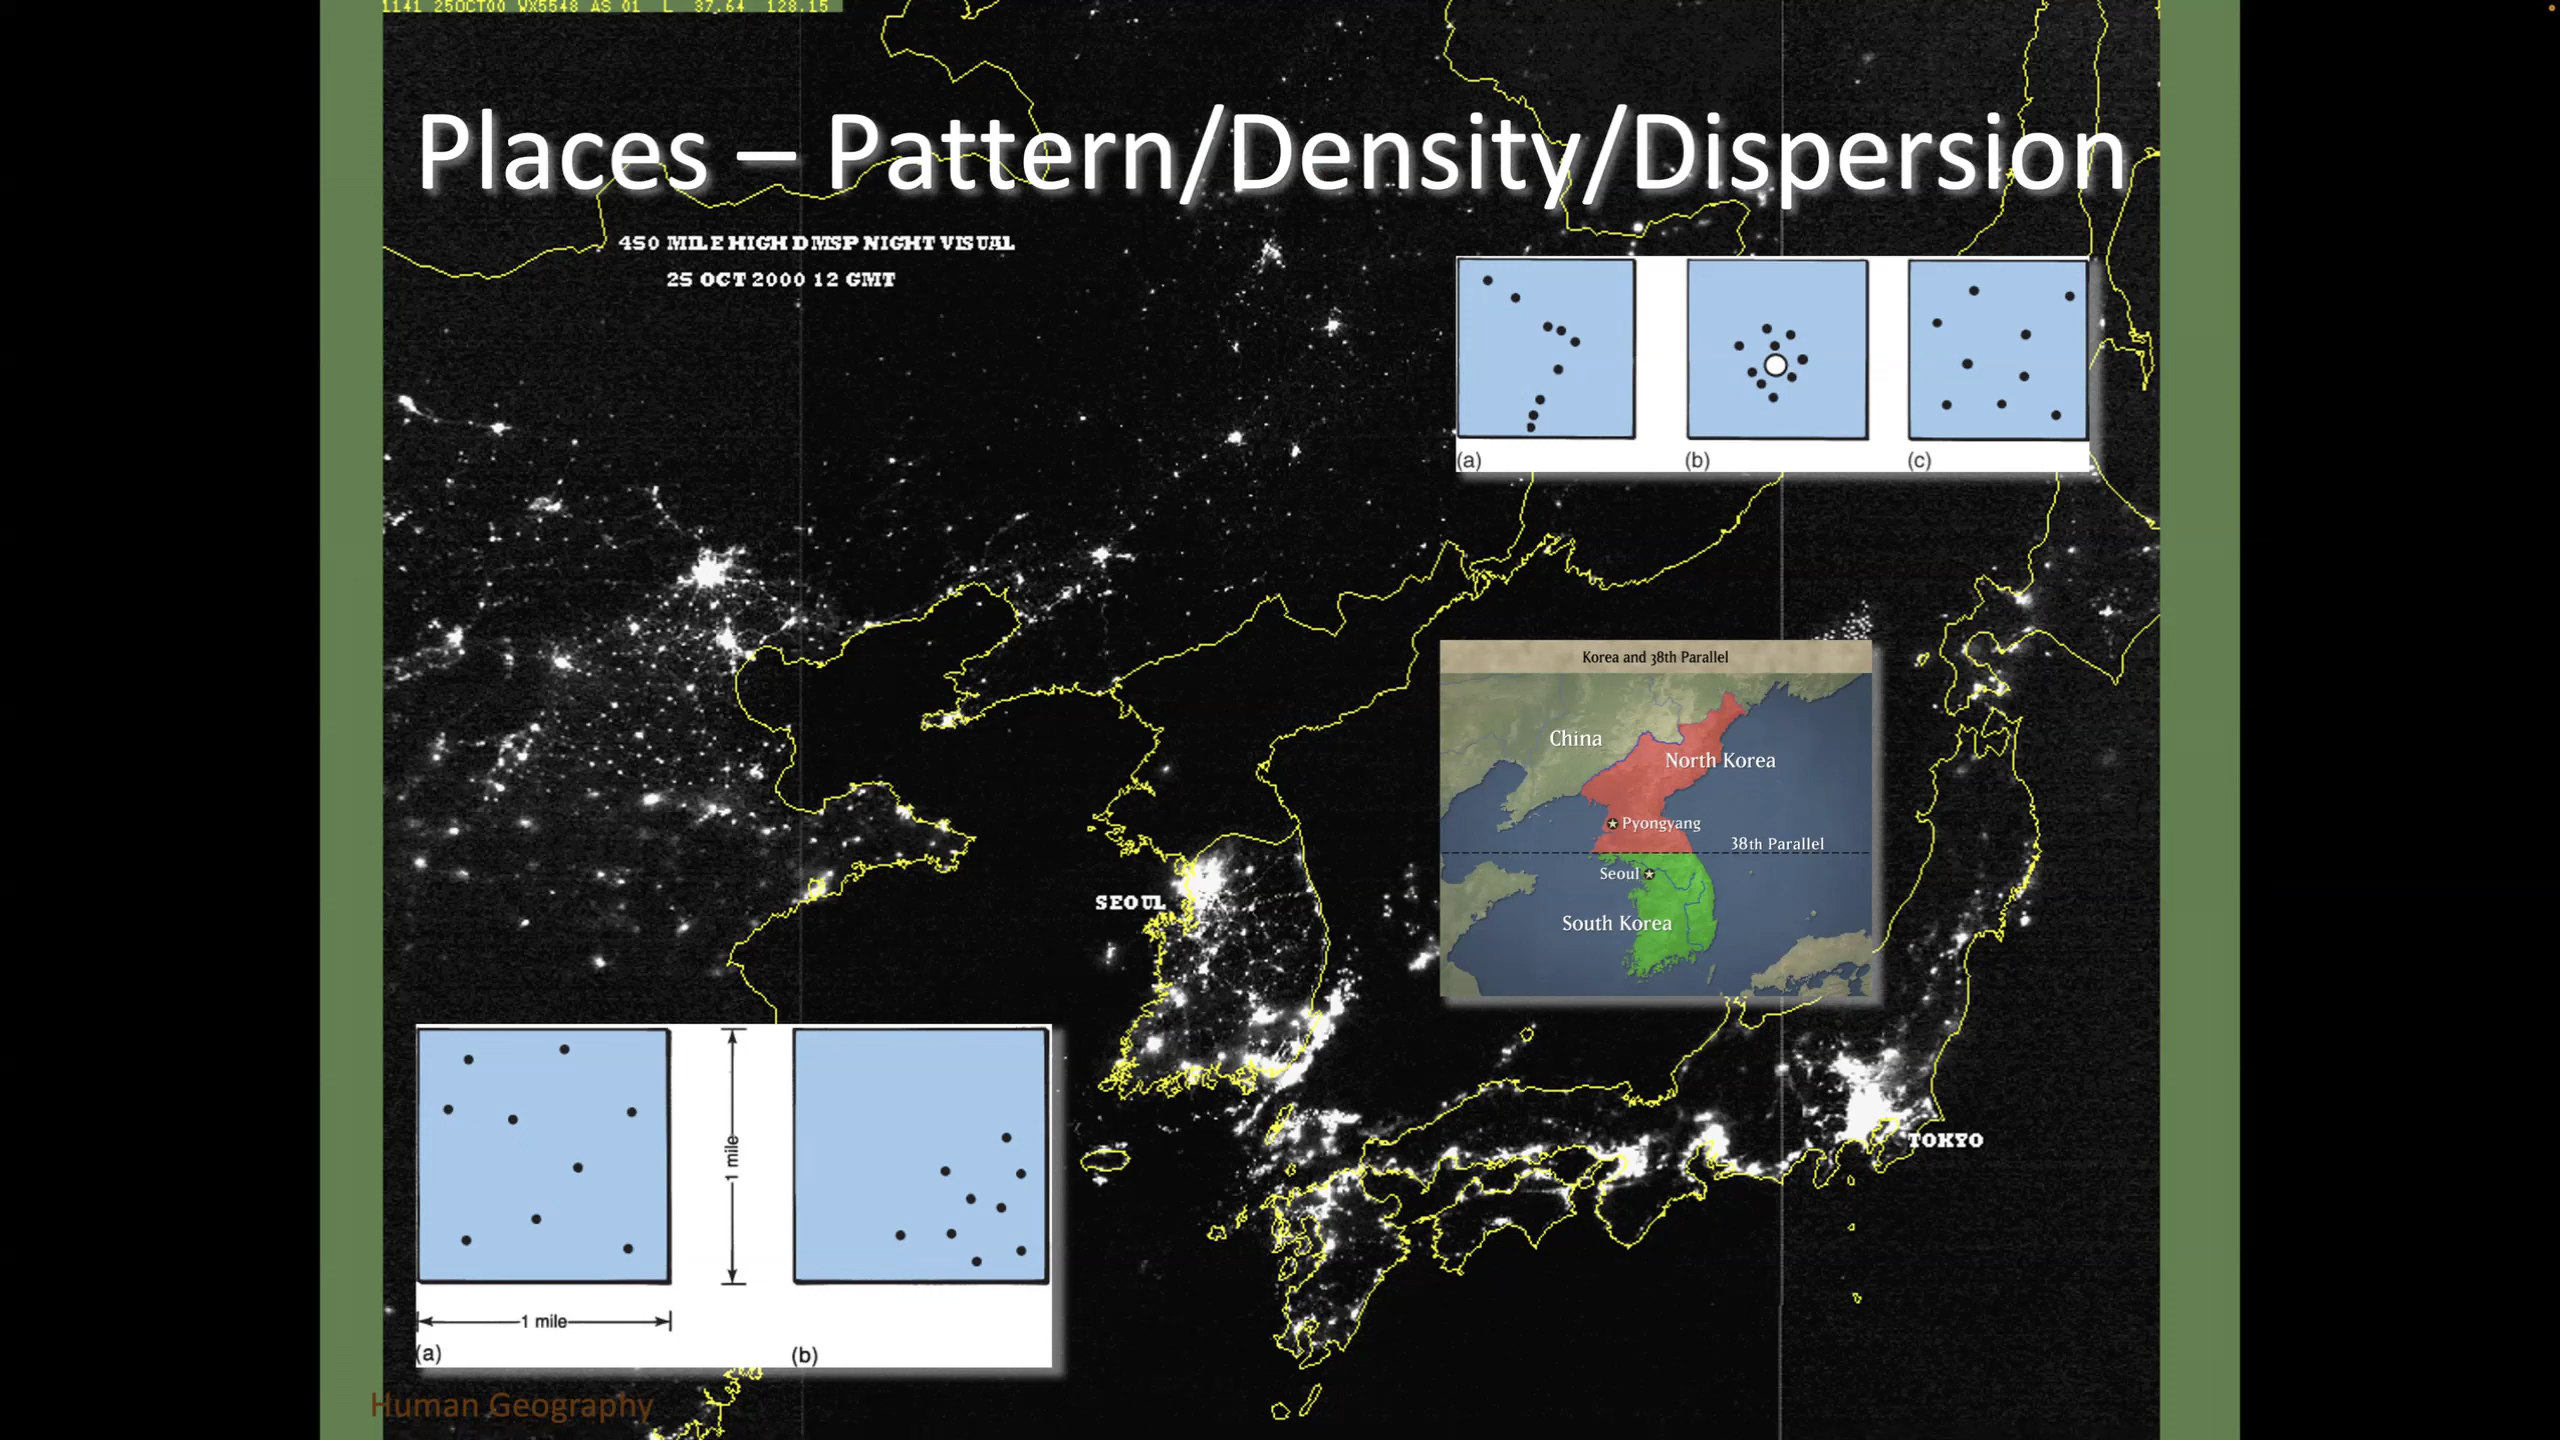 1141 25OCT00 WX5548 AS 01 L 37.64 128.15
Places – Pattern/Density/Dispersion
450 MILE HIGH DMSP NIGHT VISUAL
25 OCT 2000 12 GMT
(a) (b) (c)
Korea and 38th Parallel
China
North Korea
Pyongyang
38th Parallel
Seoul
South Korea
SEOUL
TOKYO
1 mile
1 mile
(a) (b)
Human Geography